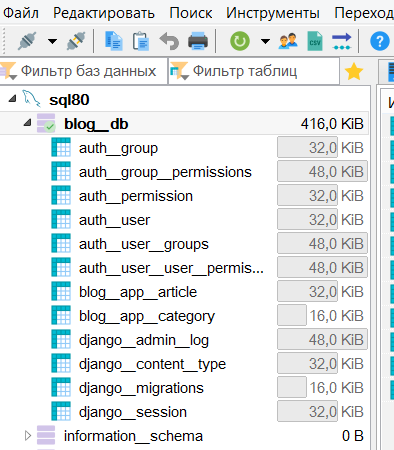 Файл Редактировать Поиск Инструменты Переход
Фильтр баз данных Фильтр таблиц
sql80
blog__db 416,0 KiB
auth__group 32,0 KiB
auth__group__permissions 48,0 KiB
auth__permission 32,0 KiB
auth__user 32,0 KiB
auth__user__groups 48,0 KiB
auth__user__user__permis... 48,0 KiB
blog__app__article 32,0 KiB
blog__app__category 16,0 KiB
django__admin__log 48,0 KiB
django__content__type 32,0 KiB
django__migrations 16,0 KiB
django__session 32,0 KiB
information__schema 0 B